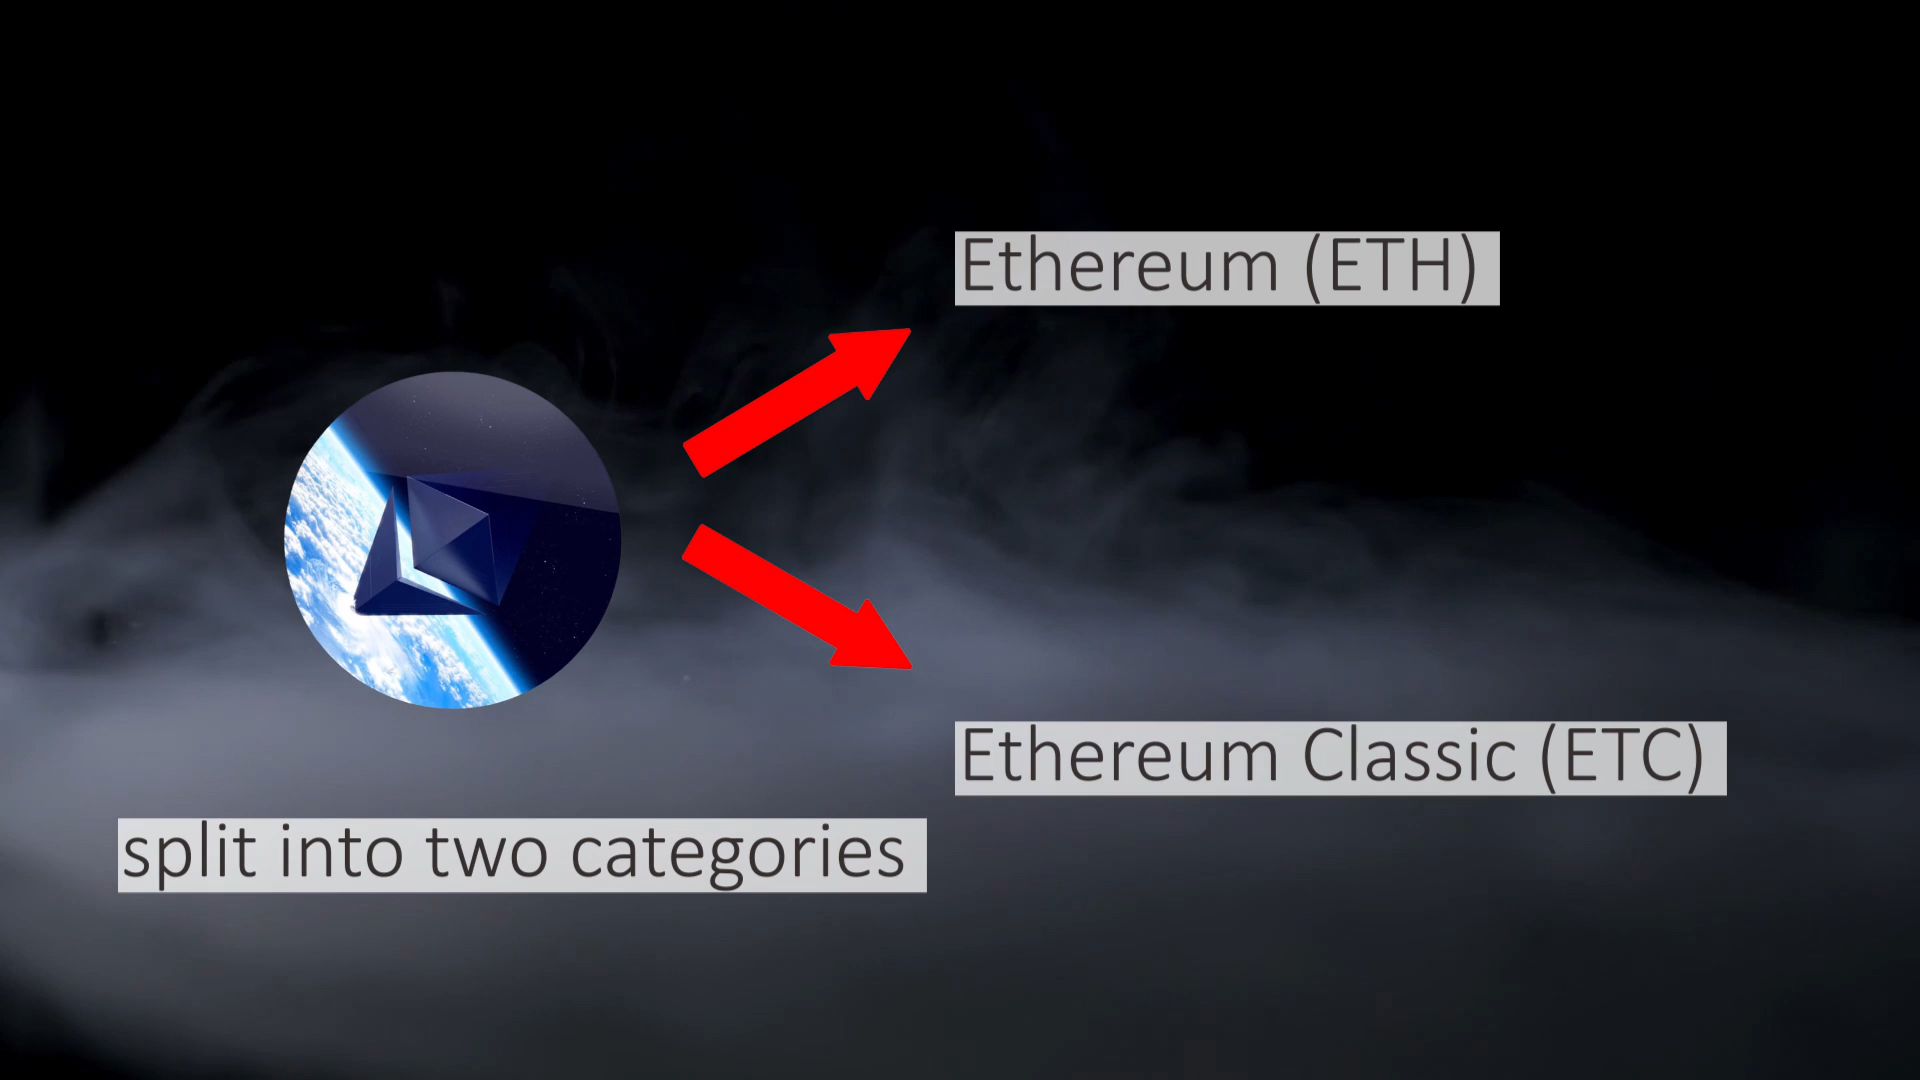 Ethereum (ETH)
Ethereum Classic (ETC)
split into two categories